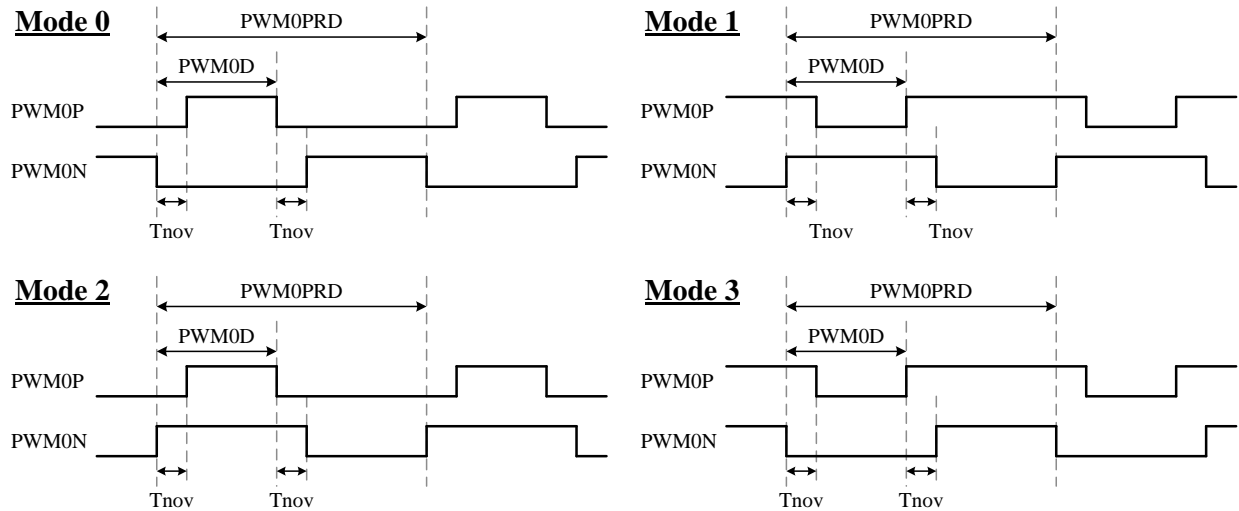 Mode 0
PWM0PRD
PWM0D
PWM0P
PWM0N
Tnov Tnov
Mode 1
PWM0PRD
PWM0D
PWM0P
PWM0N
Tnov Tnov
Mode 2
PWM0PRD
PWM0D
PWM0P
PWM0N
Tnov Tnov
Mode 3
PWM0PRD
PWM0D
PWM0P
PWM0N
Tnov Tnov